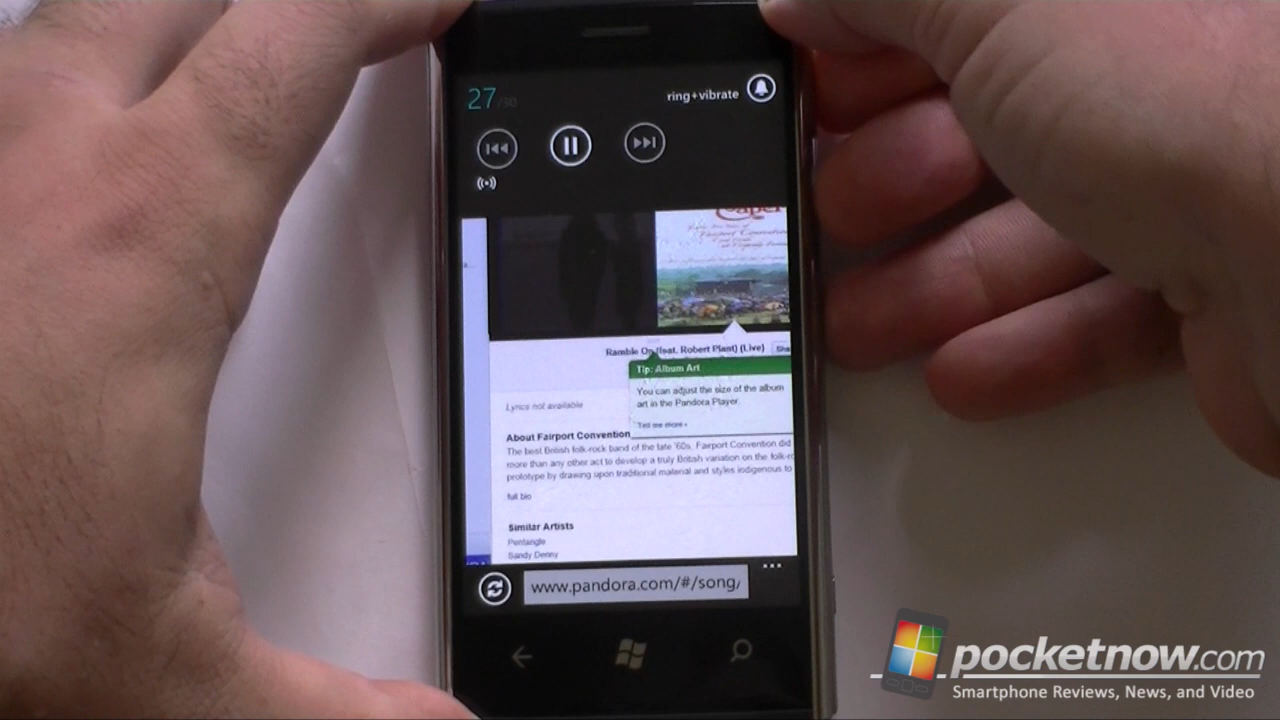 27/30
ring+vibrate
Ramble On (feat. Robert Plant) (Live)
Tip: Album Art
You can adjust the size of the album
art in the Pandora Player.
Tell me more
Lyrics not available
About Fairport Convention
The best British folk-rock band of the late '60s, Fairport Convention did
more than any other act to develop a truly British variation on the folk-
prototype by drawing upon traditional material and styles indigenous to
full bio
Similar Artists
Pentangle
Sandy Denny
www.pandora.com/#/song/
pocketnow.com
Smartphone Reviews, News, and Video